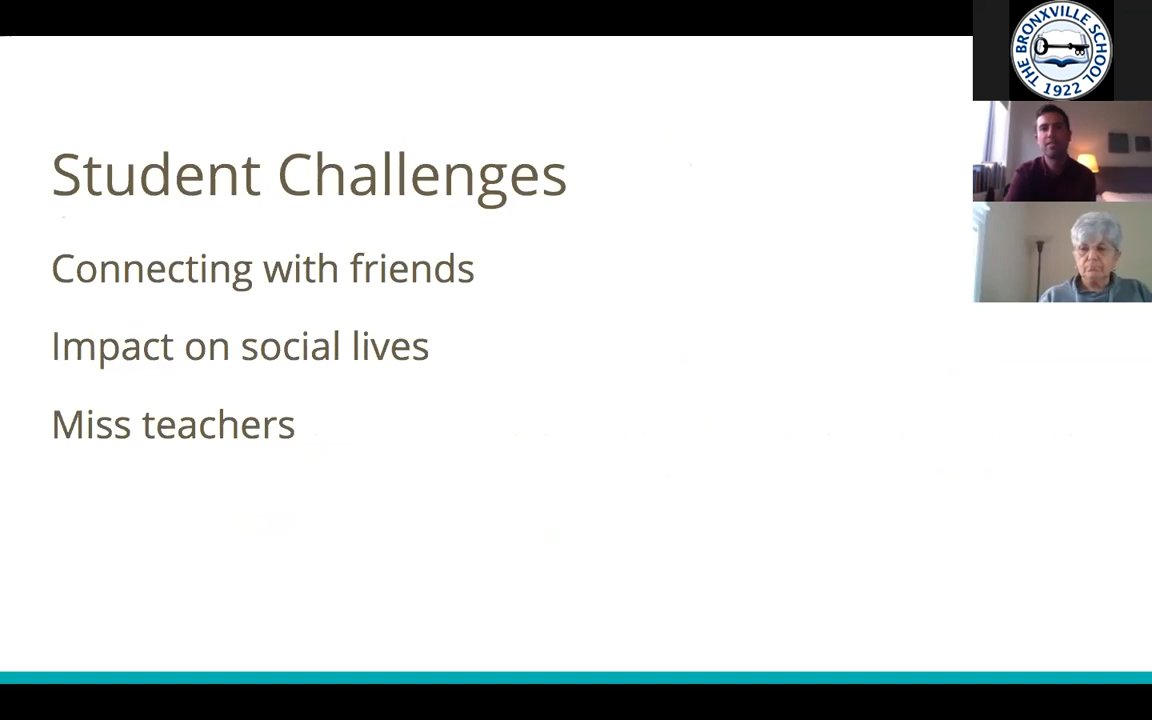 THE BRONXVILLE SCHOOL
1922
Student Challenges
Connecting with friends
Impact on social lives
Miss teachers